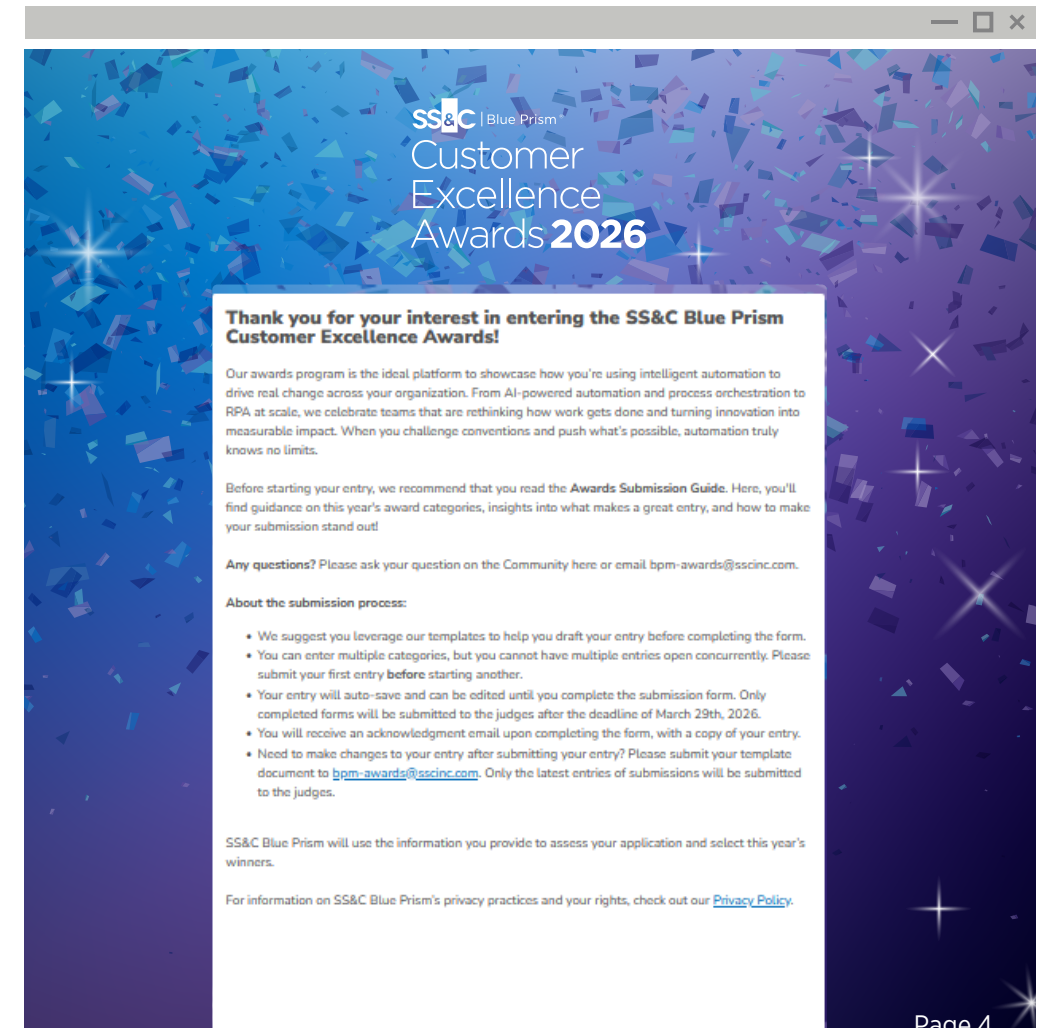 SS&C | Blue Prism®
Customer
Excellence
Awards 2026
Thank you for your interest in entering the SS&C Blue Prism
Customer Excellence Awards!
Our awards program is the ideal platform to showcase how you're using intelligent automation to
drive real change across your organization. From AI-powered automation and process orchestration to
RPA at scale, we celebrate teams that are rethinking how work gets done and turning innovation into
measurable impact. When you challenge conventions and push what's possible, automation truly
knows no limits.
Before starting your entry, we recommend that you read the Awards Submission Guide. Here, you'll
find guidance on this year's award categories, insights into what makes a great entry, and how to make
your submission stand out!
Any questions? Please ask your question on the Community here or email bpm-awards@sscinc.com.
About the submission process:
• We suggest you leverage our templates to help you draft your entry before completing the form.
• You can enter multiple categories, but you cannot have multiple entries open concurrently. Please
submit your first entry before starting another.
• Your entry will auto-save and can be edited until you complete the submission form. Only
completed forms will be submitted to the judges after the deadline of March 29th, 2026.
• You will receive an acknowledgment email upon completing the form, with a copy of your entry.
• Need to make changes to your entry after submitting your entry? Please submit your template
document to bpm-awards@sscinc.com. Only the latest entries of submissions will be submitted
to the judges.
SS&C Blue Prism will use the information you provide to assess your application and select this year's
winners.
For information on SS&C Blue Prism's privacy practices and your rights, check out our Privacy Policy.
Page 4